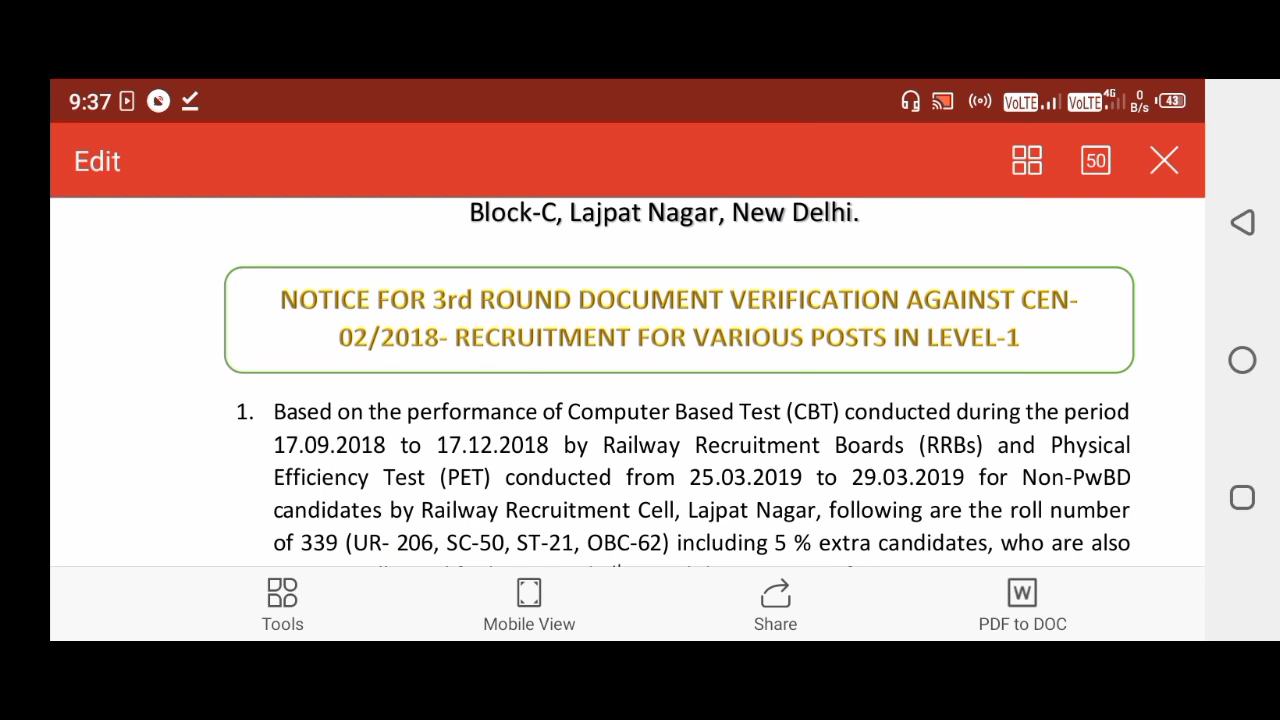 9:37 VoLTE VoLTE 4G 0 B/s 43
Edit 50
Block-C, Lajpat Nagar, New Delhi.
NOTICE FOR 3rd ROUND DOCUMENT VERIFICATION AGAINST CEN-
02/2018- RECRUITMENT FOR VARIOUS POSTS IN LEVEL-1
1. Based on the performance of Computer Based Test (CBT) conducted during the period
17.09.2018 to 17.12.2018 by Railway Recruitment Boards (RRBs) and Physical
Efficiency Test (PET) conducted from 25.03.2019 to 29.03.2019 for Non-PwBD
candidates by Railway Recruitment Cell, Lajpat Nagar, following are the roll number
of 339 (UR- 206, SC-50, ST-21, OBC-62) including 5 % extra candidates, who are also
Tools Mobile View Share W PDF to DOC